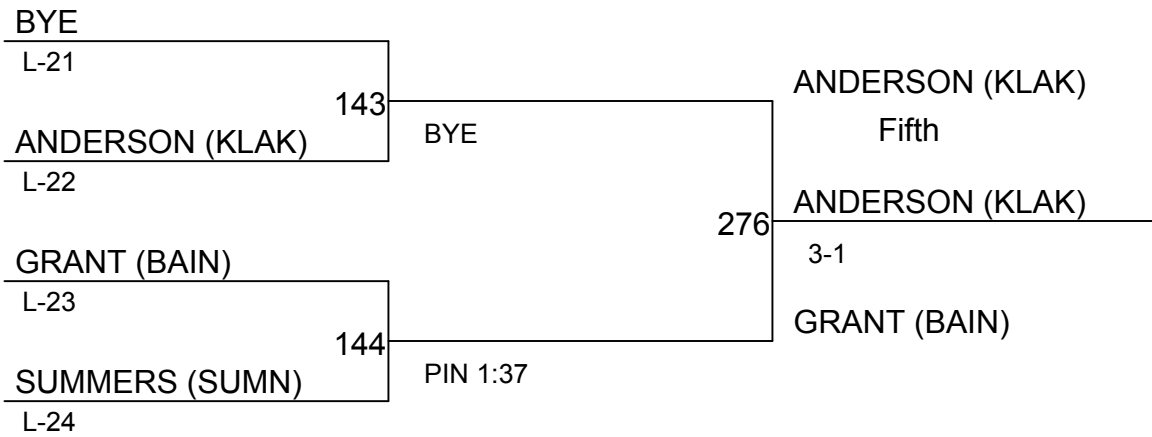 BYE
L-21
143
ANDERSON (KLAK)
L-22
BYE
GRANT (BAIN)
L-23
144
SUMMERS (SUMN)
L-24
PIN 1:37
ANDERSON (KLAK)
Fifth
276
ANDERSON (KLAK)
3-1
GRANT (BAIN)